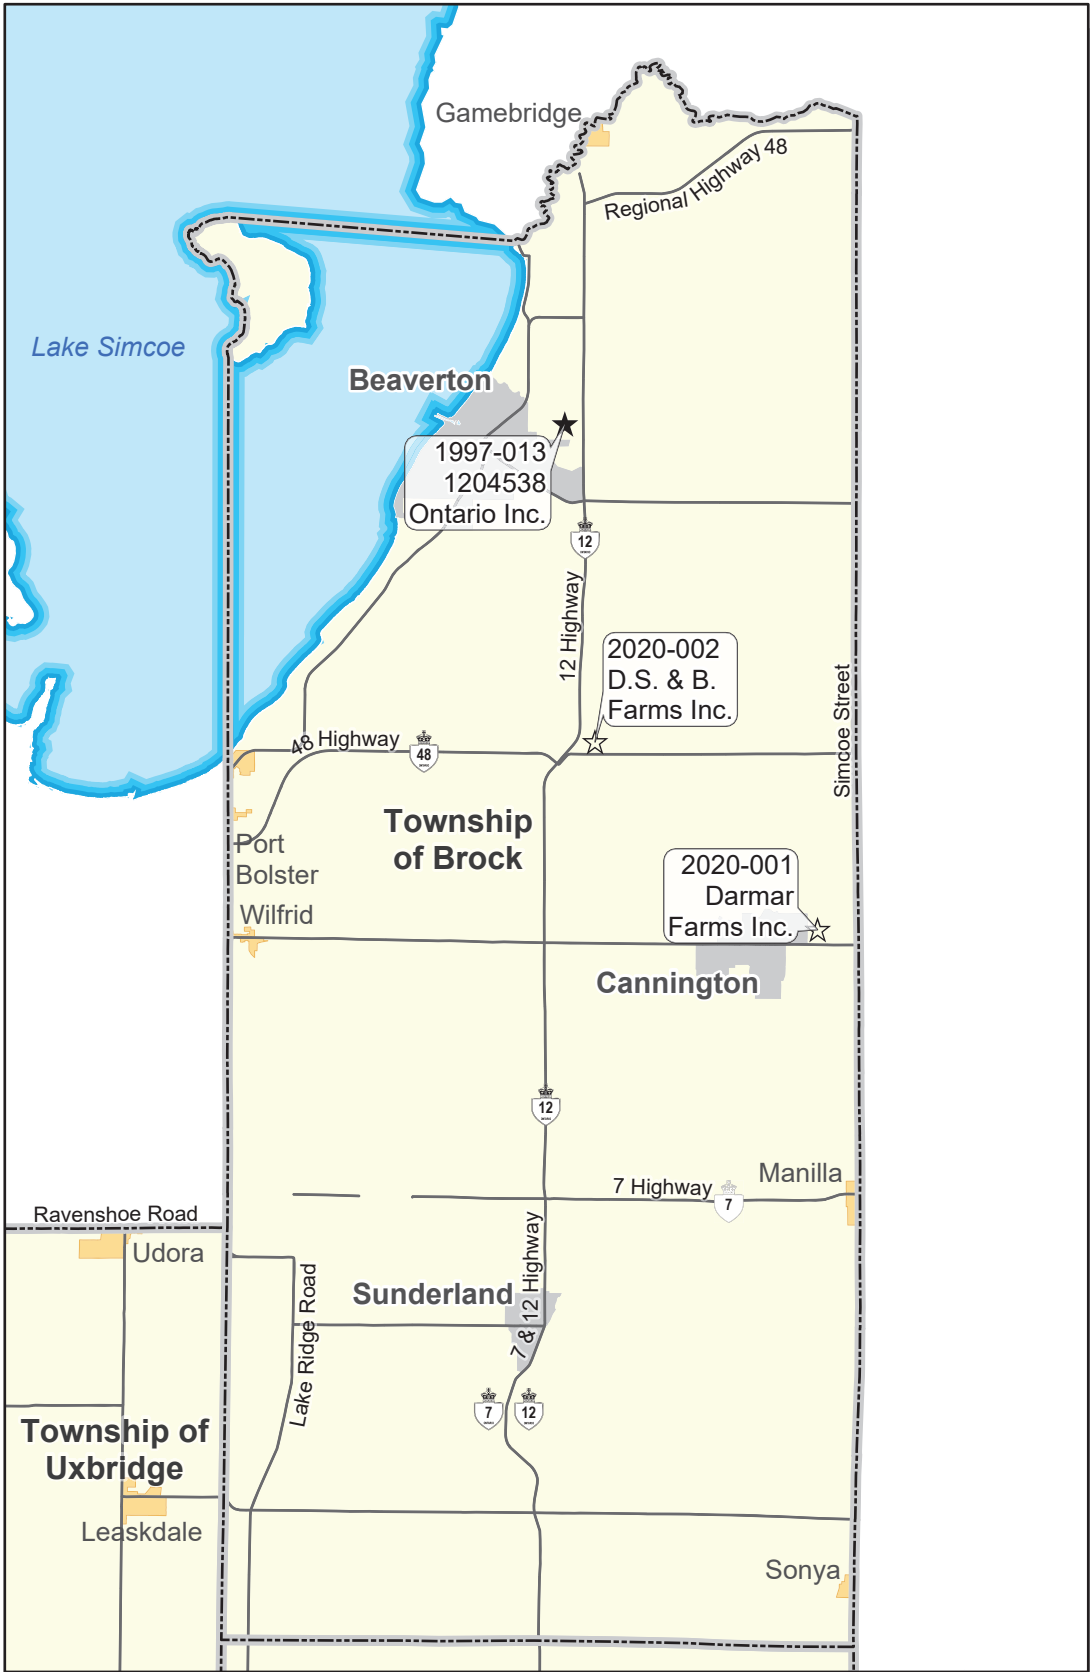 Gamebridge
Regional Highway 48
Lake Simcoe
Beaverton
1997-013
1204538
Ontario Inc.
12
12 Highway
2020-002
D.S. & B.
Farms Inc.
Simcoe Street
48 Highway
48
Township
of Brock
Port
Bolster
2020-001
Darmar
Farms Inc.
Wilfrid
Cannington
12
Manilla
7 Highway
7
Ravenshoe Road
Udora
7 & 12 Highway
Sunderland
Lake Ridge Road
7
12
Township of
Uxbridge
Leaskdale
Sonya